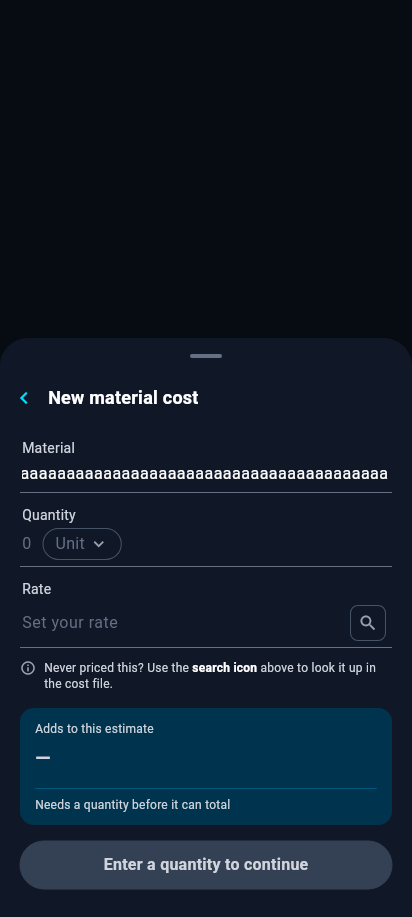 New material cost
Material
aaaaaaaaaaaaaaaaaaaaaaaaaaaaaaaaaaaaaaaaa
Quantity
0 Unit
Rate
Set your rate
Never priced this? Use the search icon above to look it up in
the cost file.
Adds to this estimate
—
Needs a quantity before it can total
Enter a quantity to continue